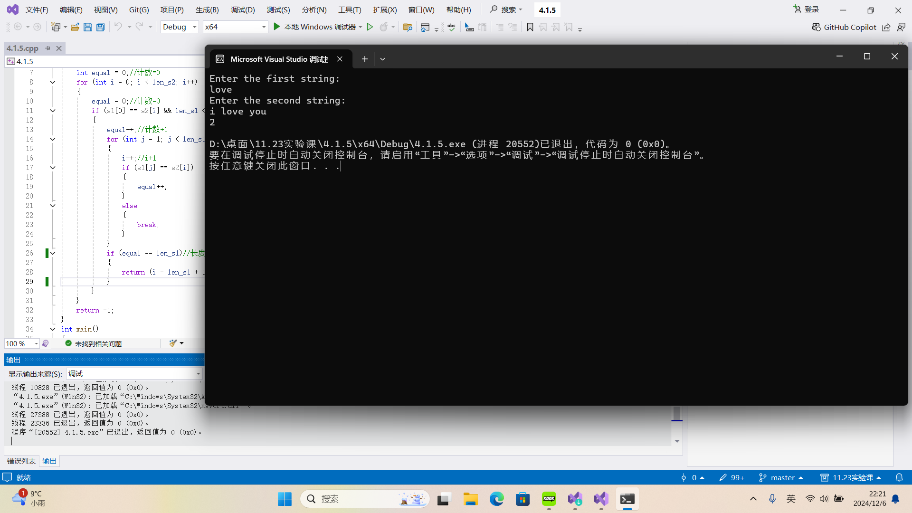 文件(F) 编辑(E) 视图(V) Git(G) 项目(P) 生成(B) 调试(D) 测试(S) 分析(N) 工具(T) 扩展(X) 窗口(W) 帮助(H) 搜索 4.1.5 登录
Debug x64 本地 Windows 调试器 GitHub Copilot
4.1.5.cpp
4.1.5
Microsoft Visual Studio 调试
Enter the first string:
love
Enter the second string:
i love you
2
D:\桌面\11.23实验课\4.1.5\x64\Debug\4.1.5.exe (进程 20552)已退出，代码为 0 (0x0)。
要在调试停止时自动关闭控制台，请启用“工具”->“选项”->“调试”->“调试停止时自动关闭控制台”。
按任意键关闭此窗口. . .
7 int equal = 0;//计数=0
8 for (int i = 0; i < len_s2 i++)
9 {
10 equal = 0;//计数=0
11 if (s1[0] == s2[i] && len_s1 <
12 {
13 equal++;//计数+1
14 for (int j = 1; j < len_s
15 {
16 i++;//i+1
17 if (s1[j] == s2[i])
18 {
19 equal++;
20 }
21 else
22 {
23 break
24 }
25 }
26 if (equal == len_s1)//长度
27 {
28 return (i - len_s1 +
29 }
30 }
31 }
32 return
33 }
34 int main()
100 % 未找到相关问题
输出
显示输出来源(S): 调试
线程 10828 已退出，返回值为 0 (0x0)。
“4.1.5.exe”(Win32): 已加载“C:\Windows\System32\
“4.1.5.exe”(Win32): 已加载“C:\Windows\System32\
线程 27588 已退出，返回值为 0 (0x0)。
线程 23336 已退出，返回值为 0 (0x0)。
程序“[20552] 4.1.5.exe”已退出，返回值为 0 (0x0)。
错误列表 输出
就绪 0 99+ master 11.23实验课
1
9°C
小雨
搜索
英
22:21
2024/12/6